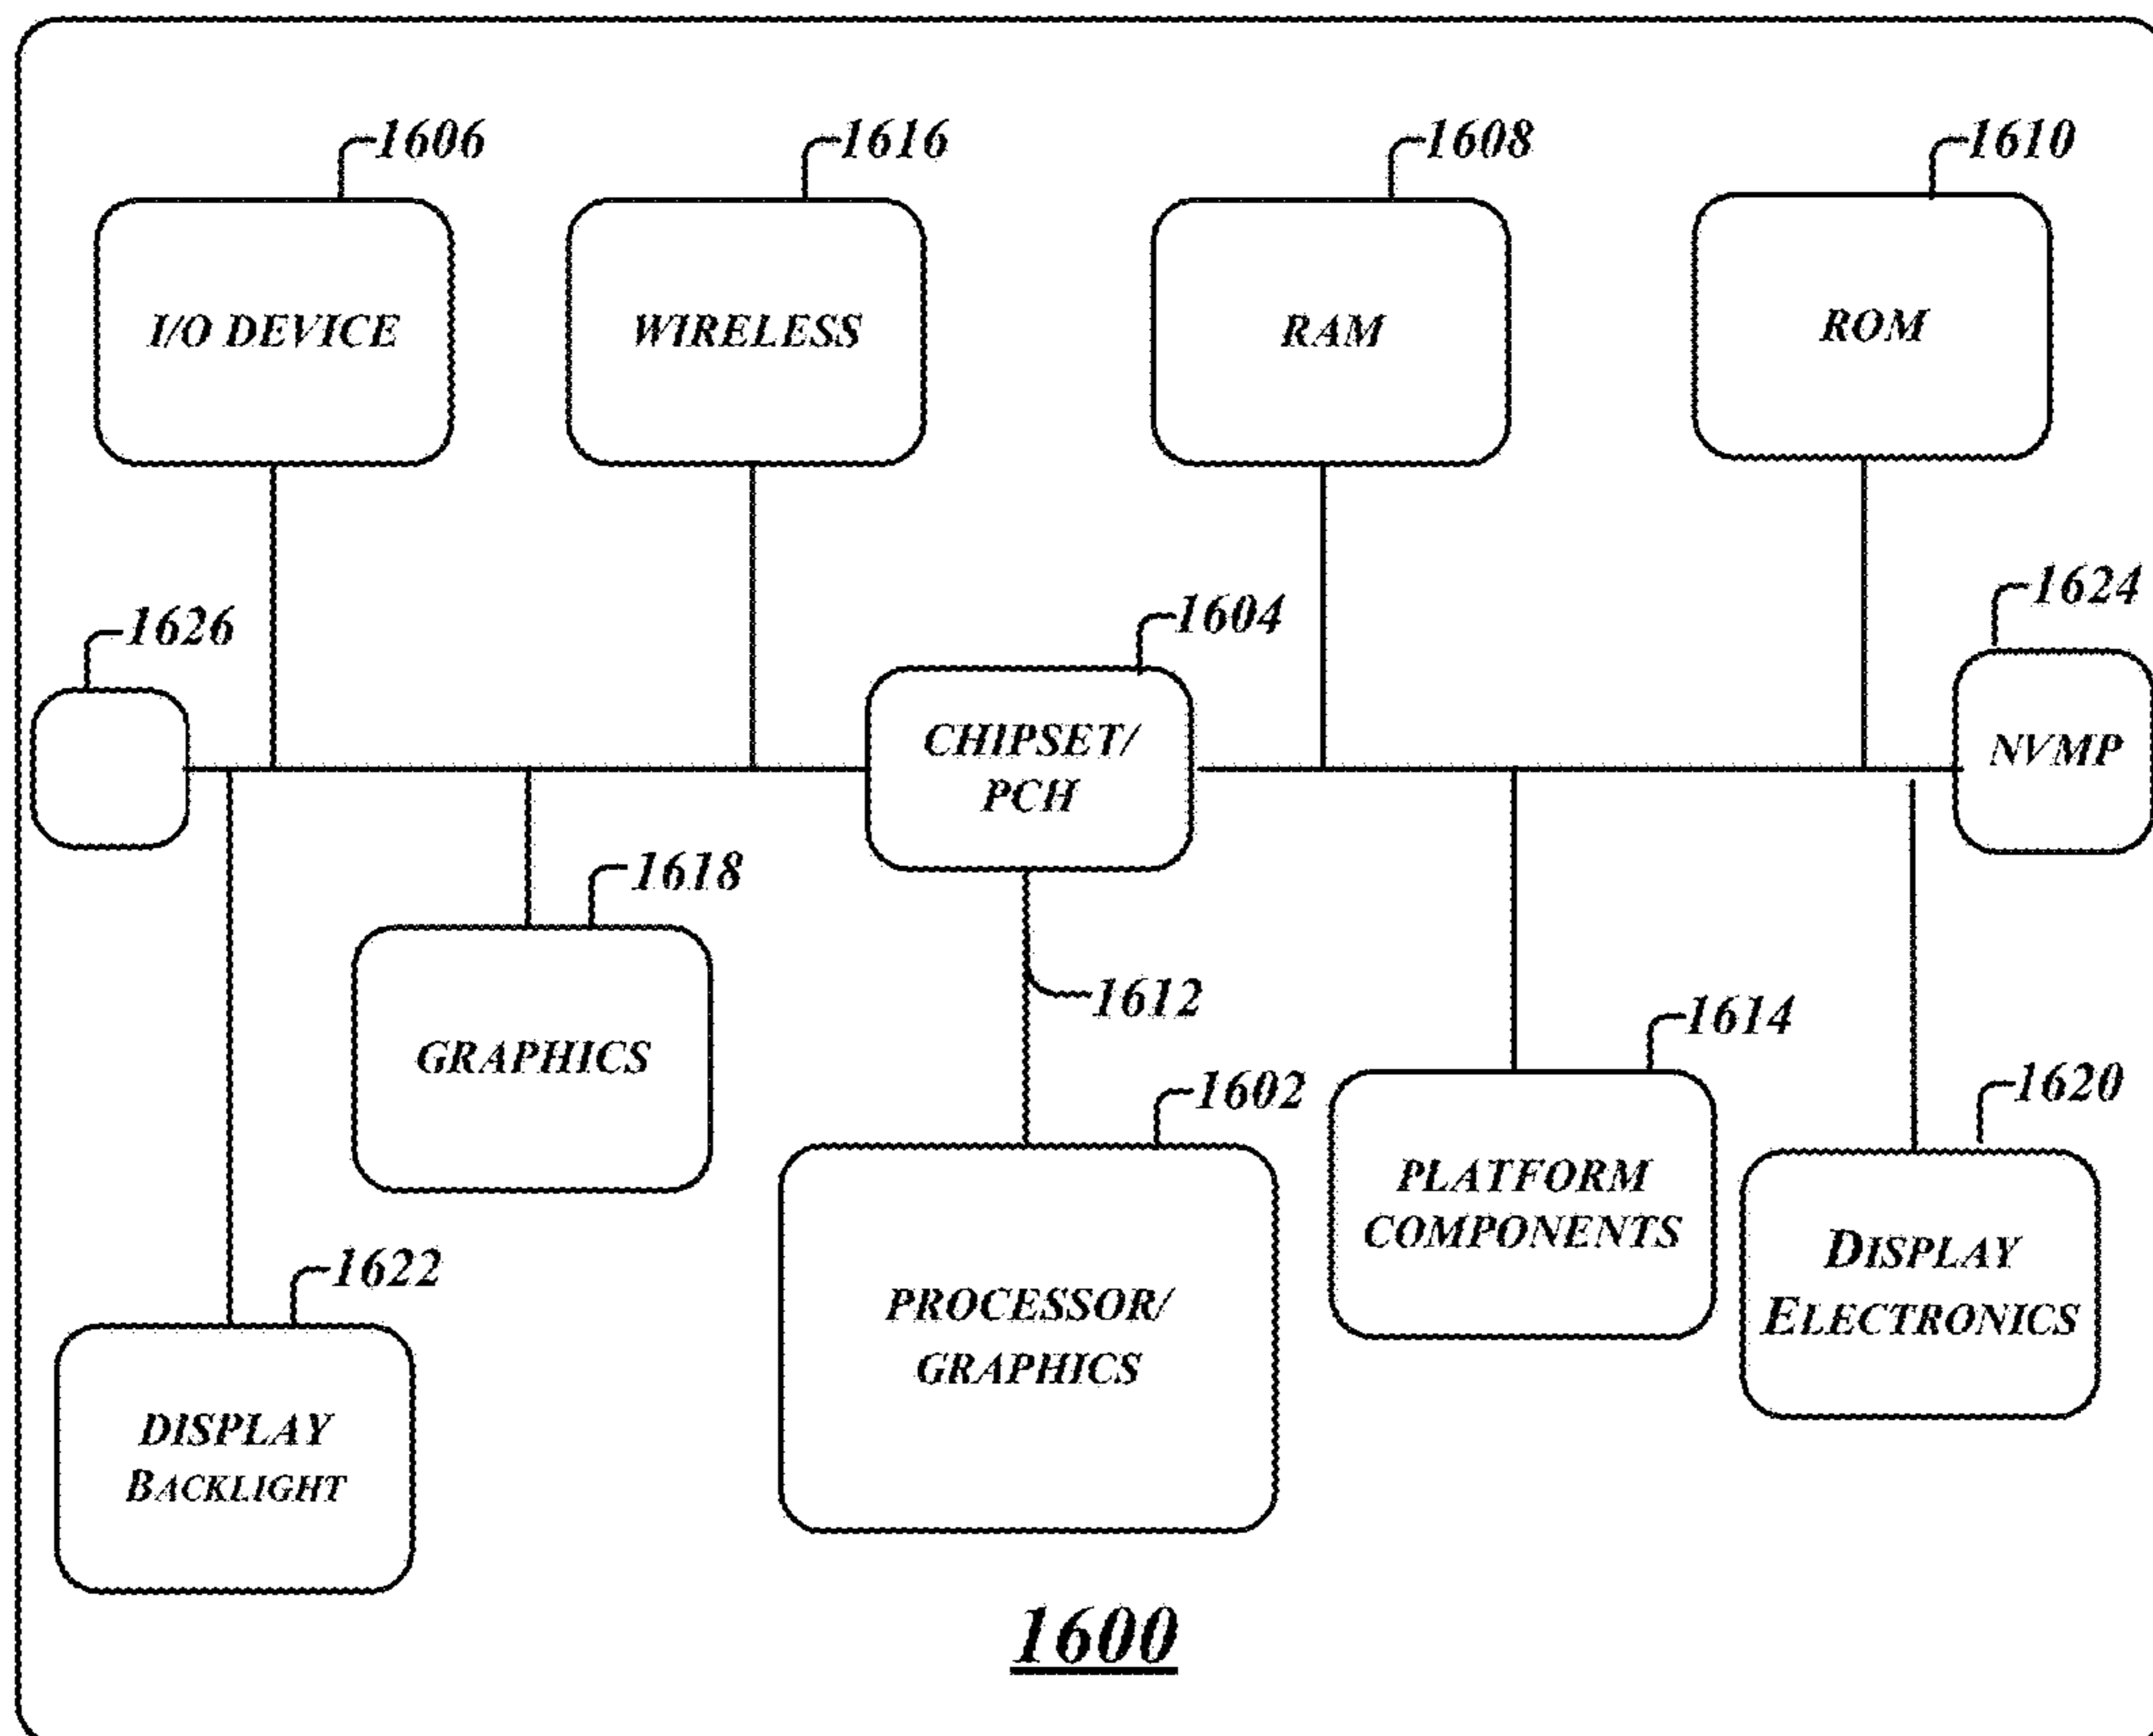 1606
1616
1608
1610
I/O DEVICE
WIRELESS
RAM
ROM
1626
1604
1624
CHIPSET/
PCH
NVMP
1618
1612
GRAPHICS
1614
1602
1620
PLATFORM
COMPONENTS
DISPLAY
ELECTRONICS
1622
PROCESSOR/
GRAPHICS
DISPLAY
BACKLIGHT
1600